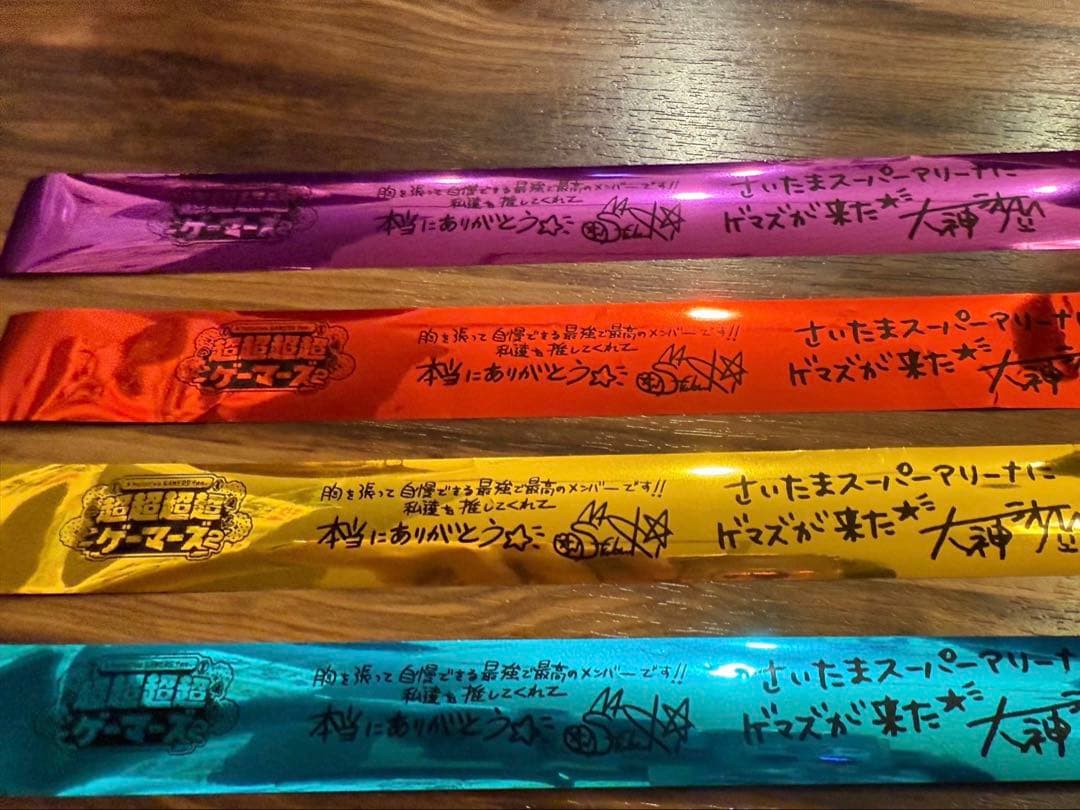 超超超超
ゲーマーズ
胸を張って自慢できる最強で最高のメンバーです!!
私達を推してくれて
本当にありがとう☆
さいたまスーパーアリーナに
ゲマズが来た★
大神
A hololive GAMERS fes.
超超超超
ゲーマーズ
胸を張って自慢できる最強で最高のメンバーです!!
私達を推してくれて
本当にありがとう☆
さいたまスーパーアリーナ
ゲマズが来た★
大神
A hololive GAMERS fes.
超超超超
ゲーマーズ
胸を張って自慢できる最強で最高のメンバーです!!
私達を推してくれて
本当にありがとう☆
さいたまスーパーアリーナに
ゲマズが来た★
大神
A hololive GAMERS fes.
超超超超
ゲーマーズ
胸を張って自慢できる最強で最高のメンバーです!!
私達を推してくれて
本当にありがとう☆
さいたまスーパーアリーナ
ゲマズが来た★
大神